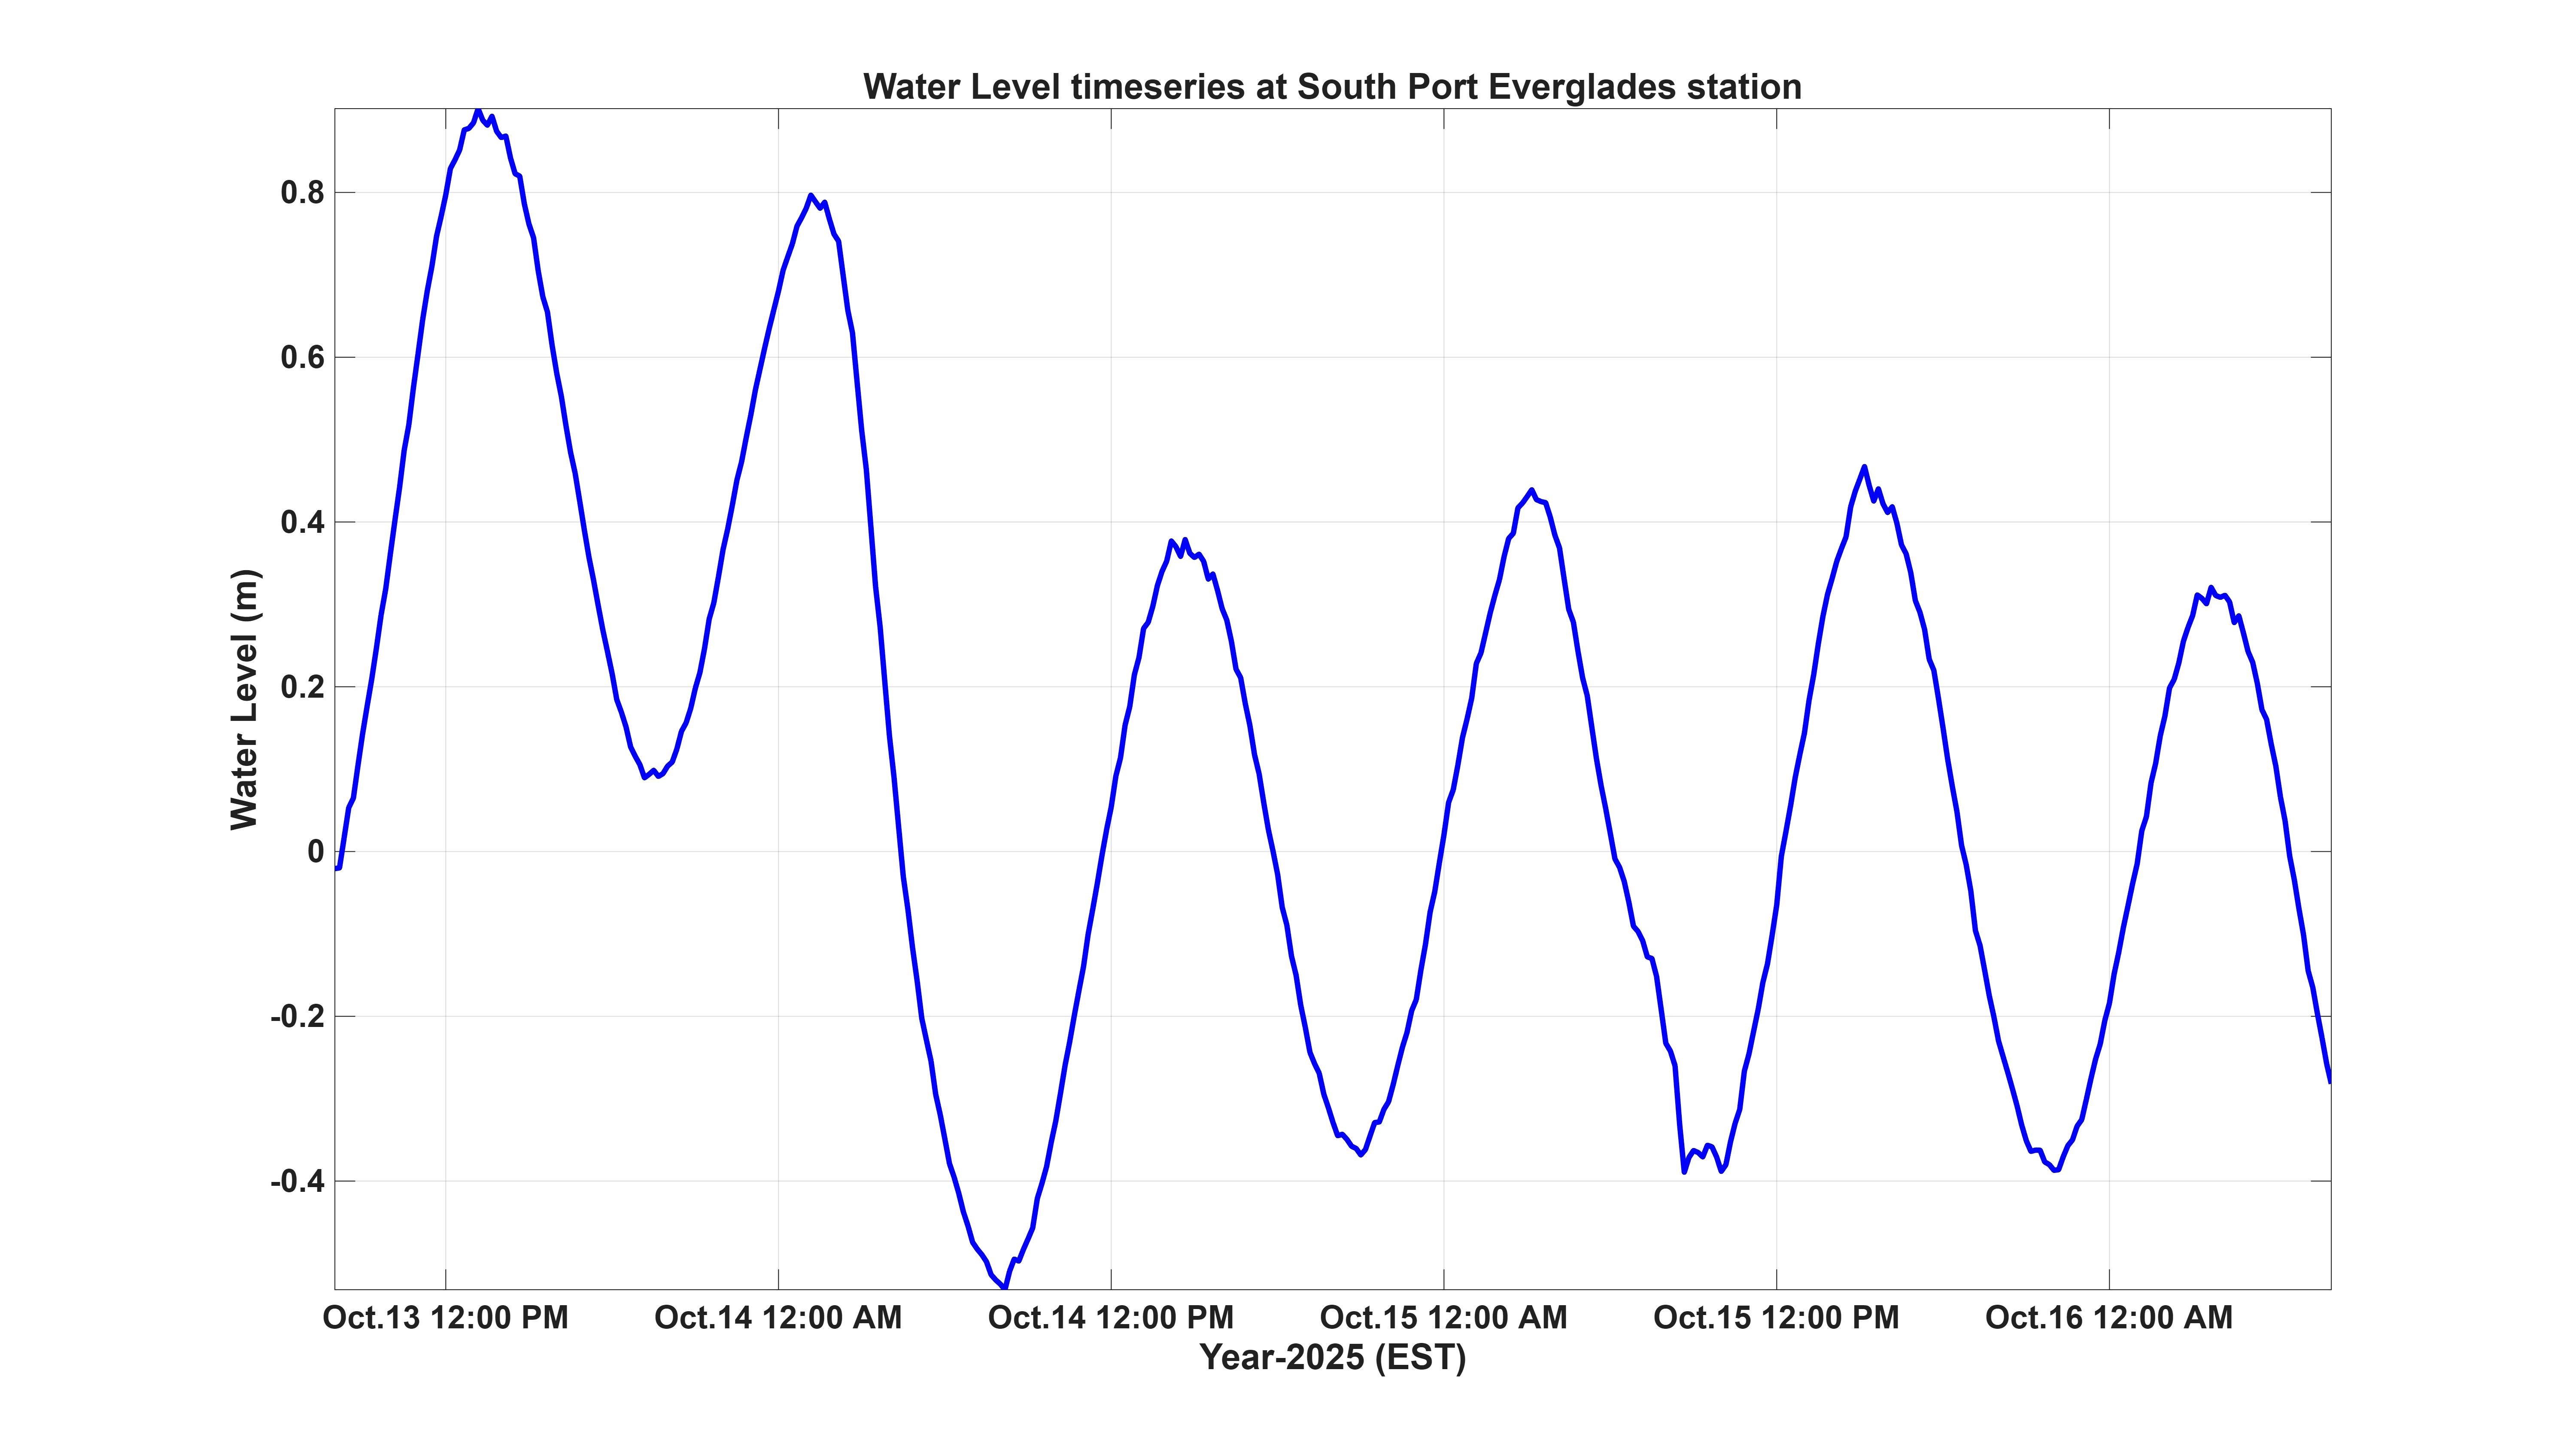 Water Level timeseries at South Port Everglades station
0.8
0.6
0.4
0.2
0
-0.2
-0.4
Water Level (m)
Oct.13 12:00 PM Oct.14 12:00 AM Oct.14 12:00 PM Oct.15 12:00 AM Oct.15 12:00 PM Oct.16 12:00 AM
Year-2025 (EST)